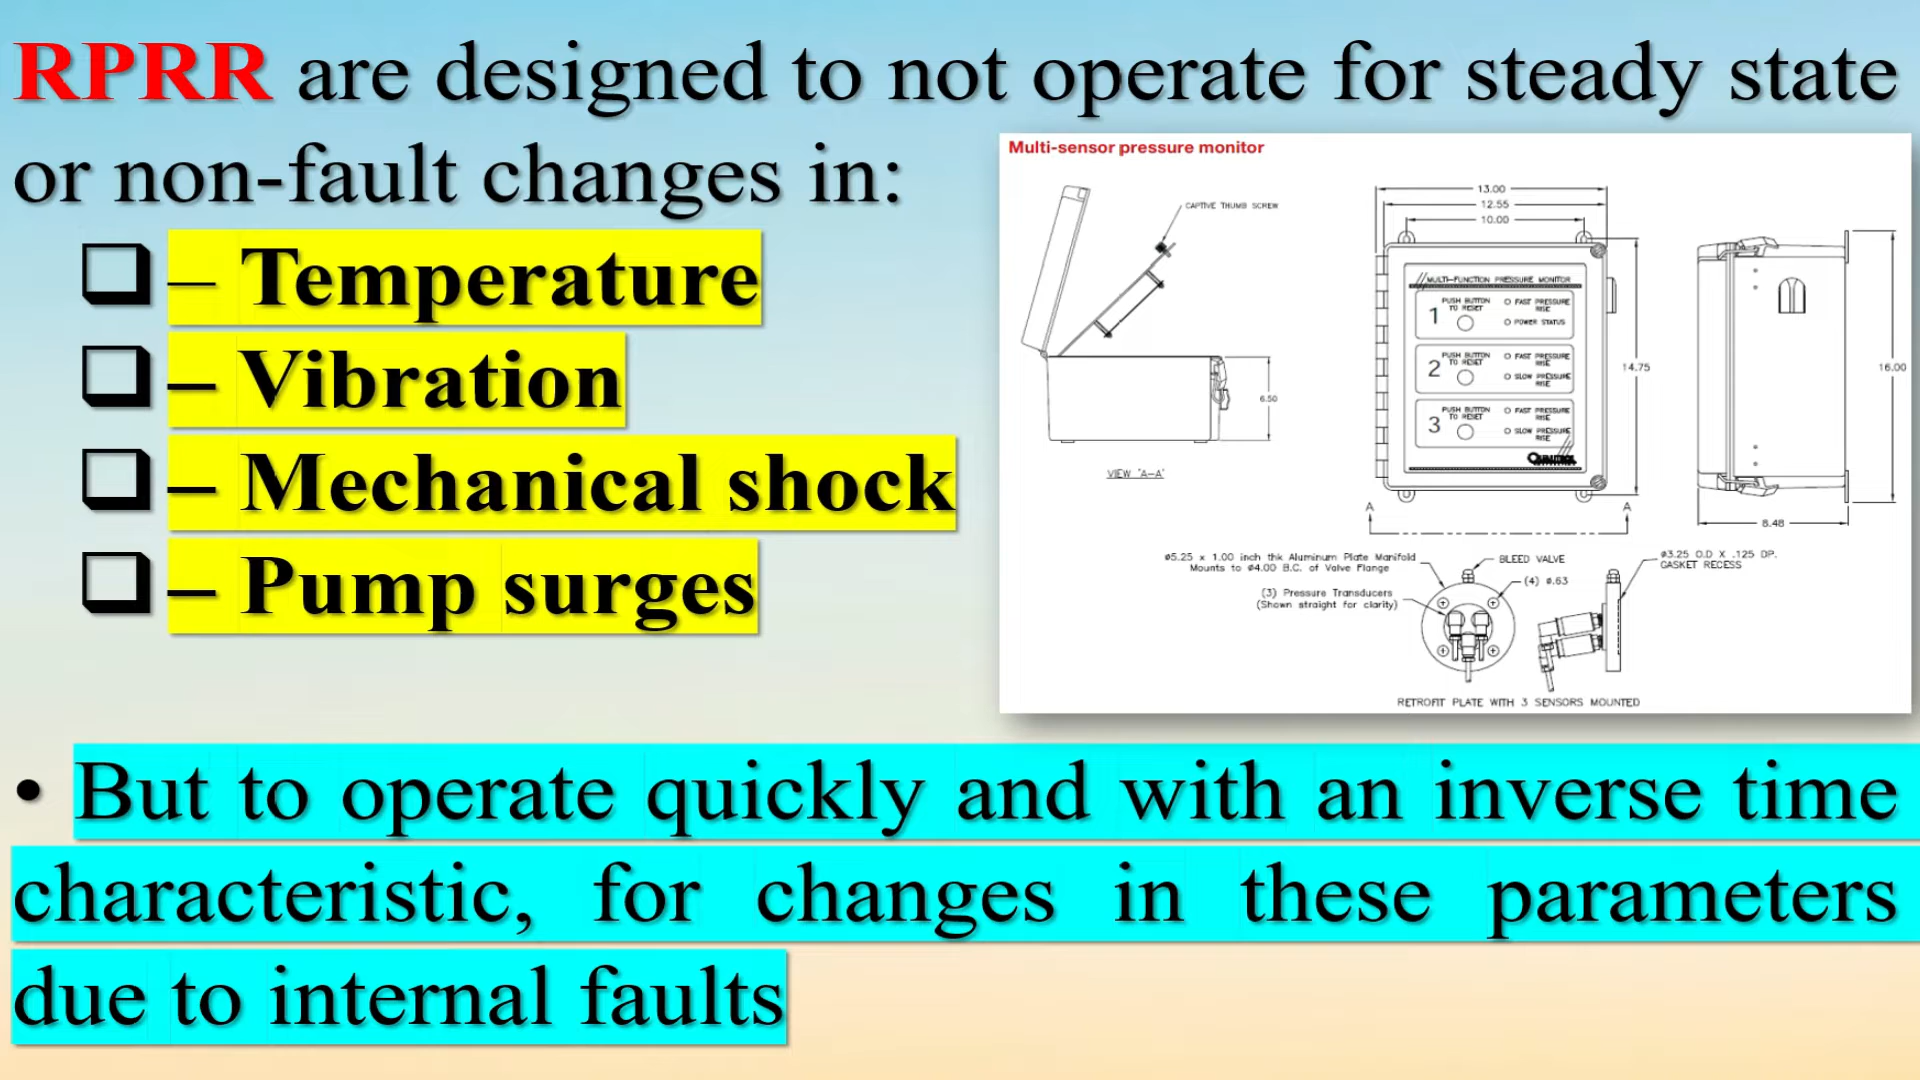 RPRR are designed to not operate for steady state
or non-fault changes in:
– Temperature
– Vibration
– Mechanical shock
– Pump surges
Multi-sensor pressure monitor
CAPTIVE THUMB SCREW
6.50
VIEW "A-A"
13.00
12.55
10.00
MULTI-FUNCTION PRESSURE MONITOR
1
PUSH BUTTON
TO RESET
FAST PRESSURE
RISE
POWER STATUS
2
PUSH BUTTON
TO RESET
FAST PRESSURE
RISE
SLOW PRESSURE
RISE
3
PUSH BUTTON
TO RESET
FAST PRESSURE
RISE
SLOW PRESSURE
RISE
14.75
A
A
16.00
8.48
ø5.25 x 1.00 inch thk Aluminum Plate Manifold
Mounts to ø4.00 B.C. of Valve Flange
(3) Pressure Transducers
(Shown straight for clarity)
BLEED VALVE
(4) ø.63
ø3.25 O.D X .125 DP.
GASKET RECESS
RETROFIT PLATE WITH 3 SENSORS MOUNTED
• But to operate quickly and with an inverse time
characteristic, for changes in these parameters
due to internal faults